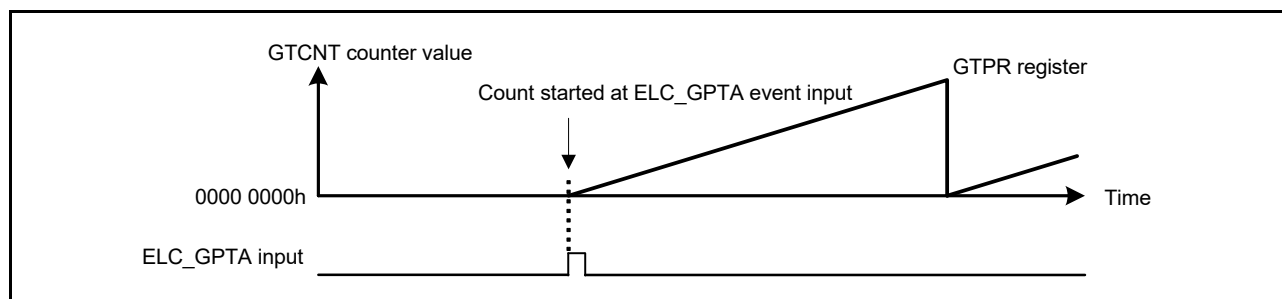 GTCNT counter value
GTPR register
Count started at ELC_GPTA event input
0000 0000h
Time
ELC_GPTA input